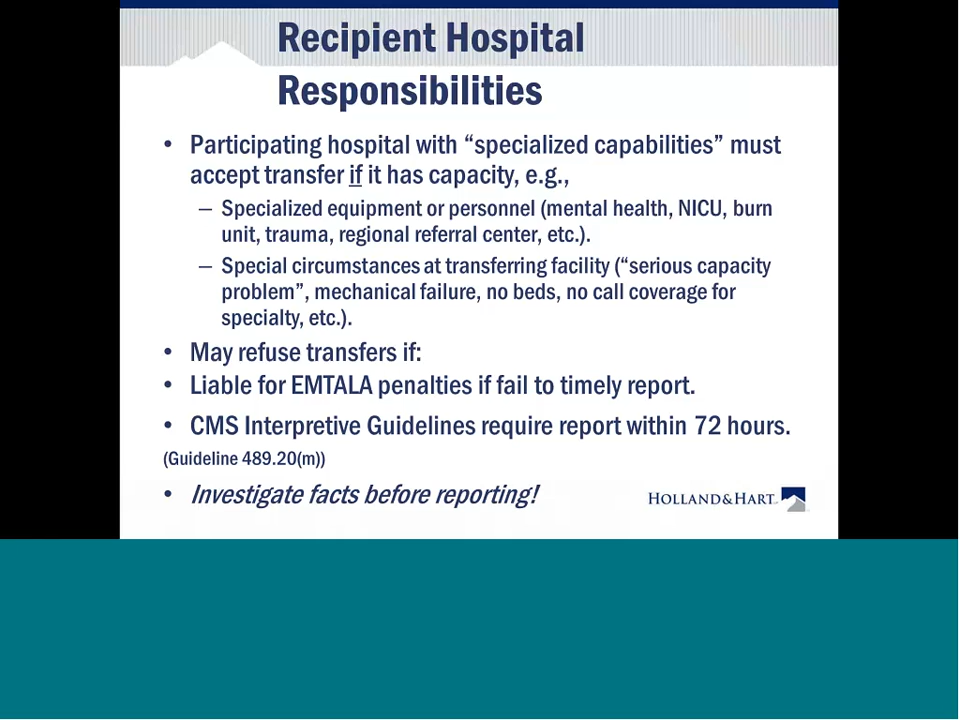 Recipient Hospital
Responsibilities
• Participating hospital with “specialized capabilities” must
accept transfer if it has capacity, e.g.,
– Specialized equipment or personnel (mental health, NICU, burn
unit, trauma, regional referral center, etc.).
– Special circumstances at transferring facility (“serious capacity
problem”, mechanical failure, no beds, no call coverage for
specialty, etc.).
• May refuse transfers if:
• Liable for EMTALA penalties if fail to timely report.
• CMS Interpretive Guidelines require report within 72 hours.
(Guideline 489.20(m))
• Investigate facts before reporting!
HOLLAND&HART